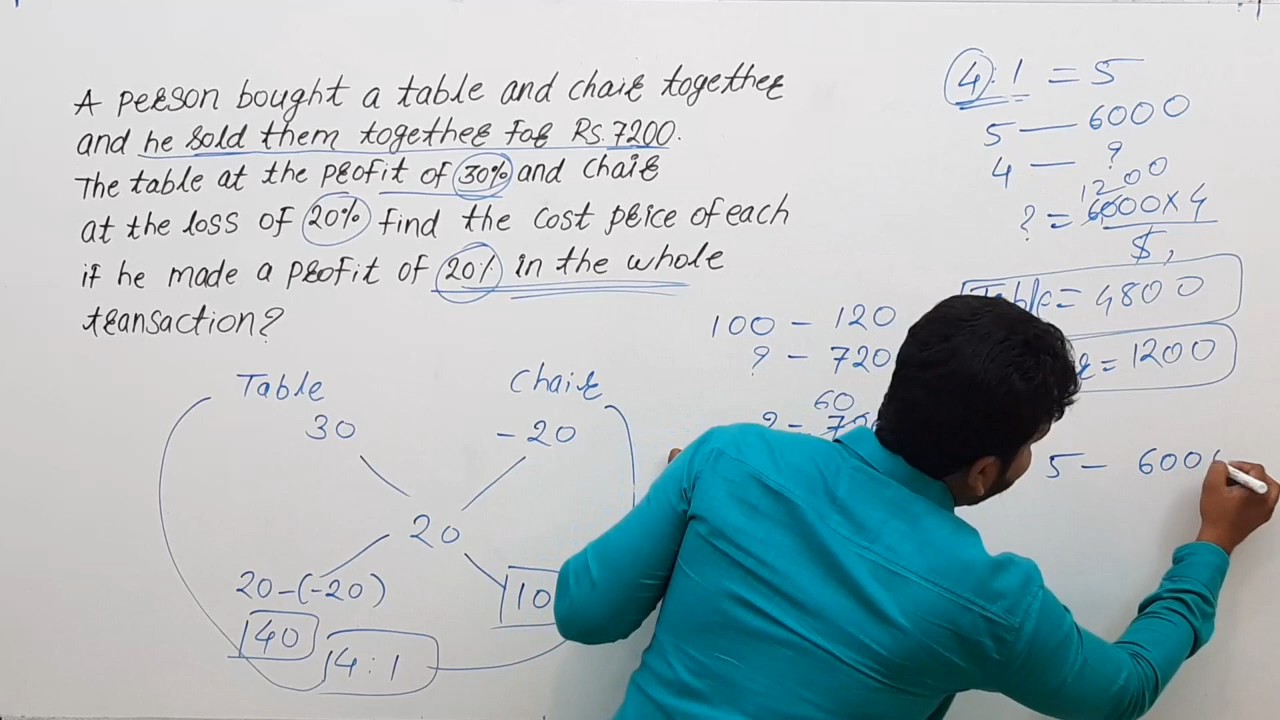 A person bought a table and chair together
and he sold them together for Rs.7200.
The table at the profit of 30% and chair
at the loss of 20% find the cost price of each
if he made a profit of 20% in the whole
transaction?
Table Chair
30 -20
20
20-(-20) 10
40
4:1
100 - 120
? - 720
60
? -
4:1 = 5
5 — 6000
4 — ?
1200
? = 6000×4
5
Table = 4800
= 1200
5 - 600